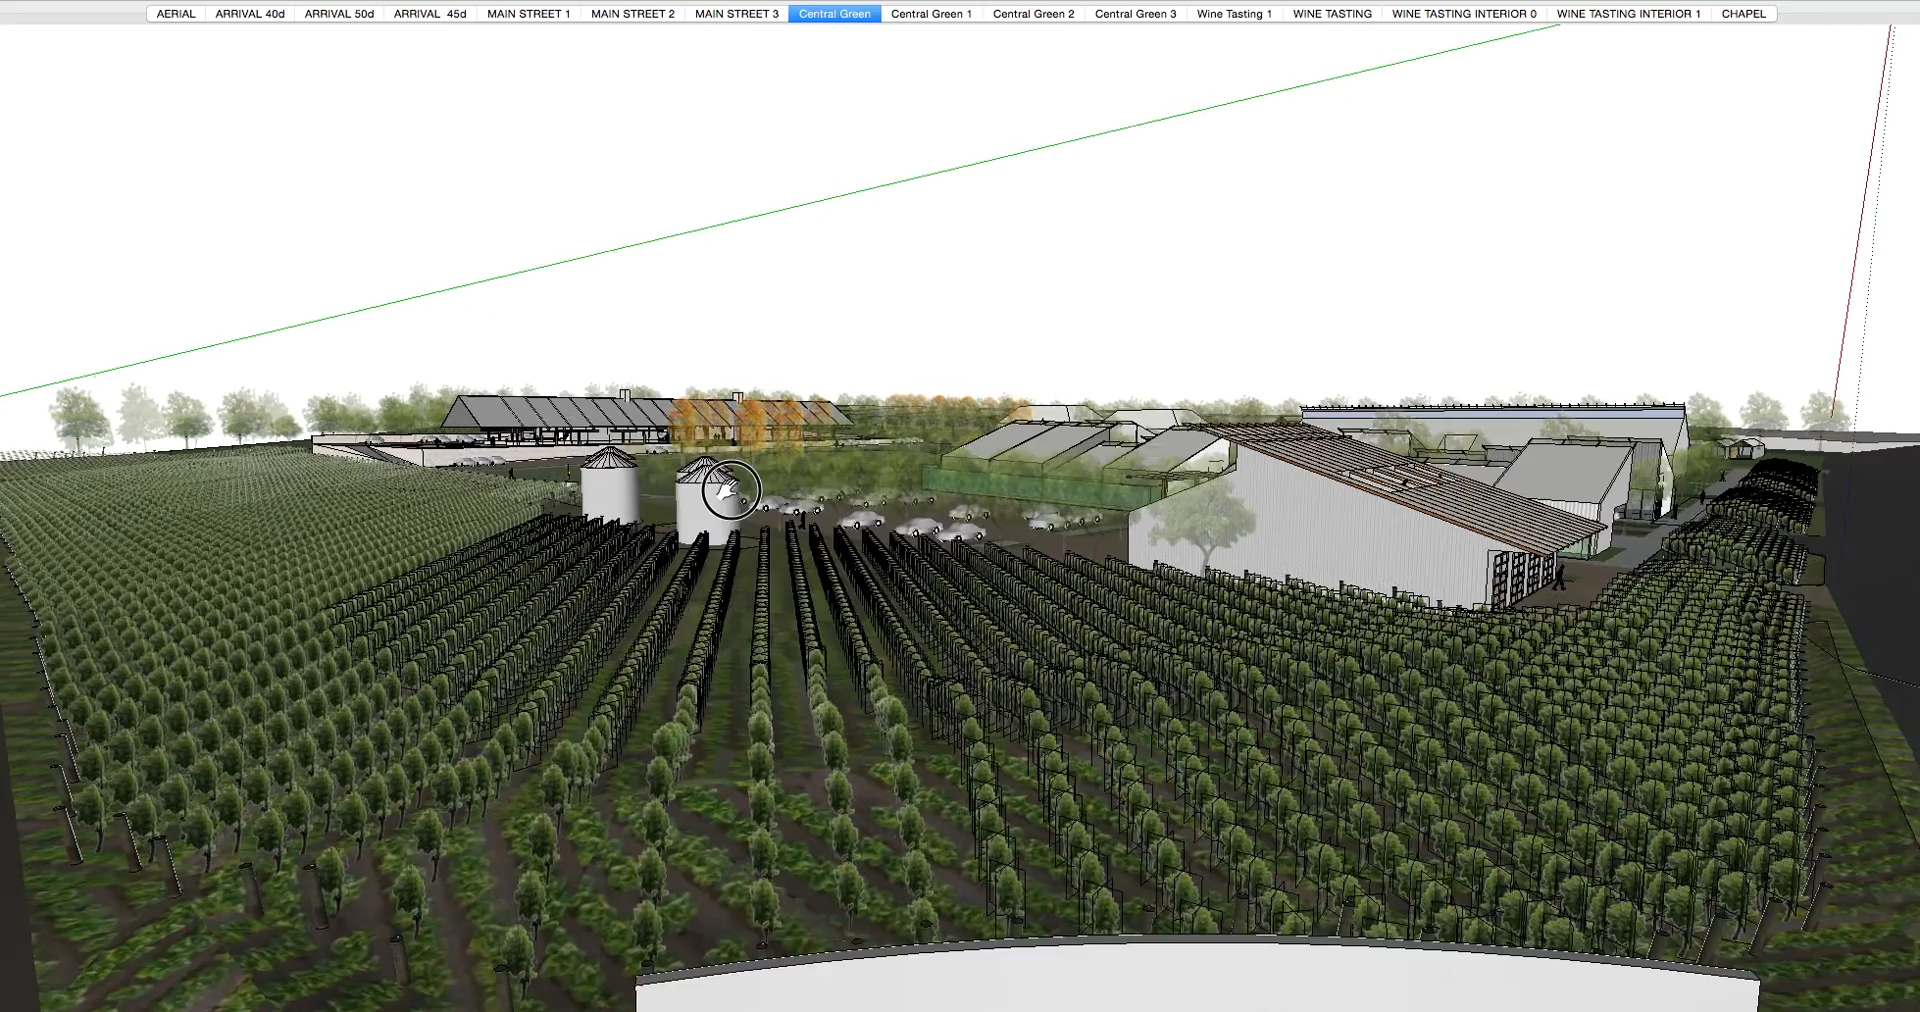 AERIAL ARRIVAL 40d ARRIVAL 50d ARRIVAL 45d MAIN STREET 1 MAIN STREET 2 MAIN STREET 3 Central Green Central Green 1 Central Green 2 Central Green 3 Wine Tasting 1 WINE TASTING WINE TASTING INTERIOR 0 WINE TASTING INTERIOR 1 CHAPEL